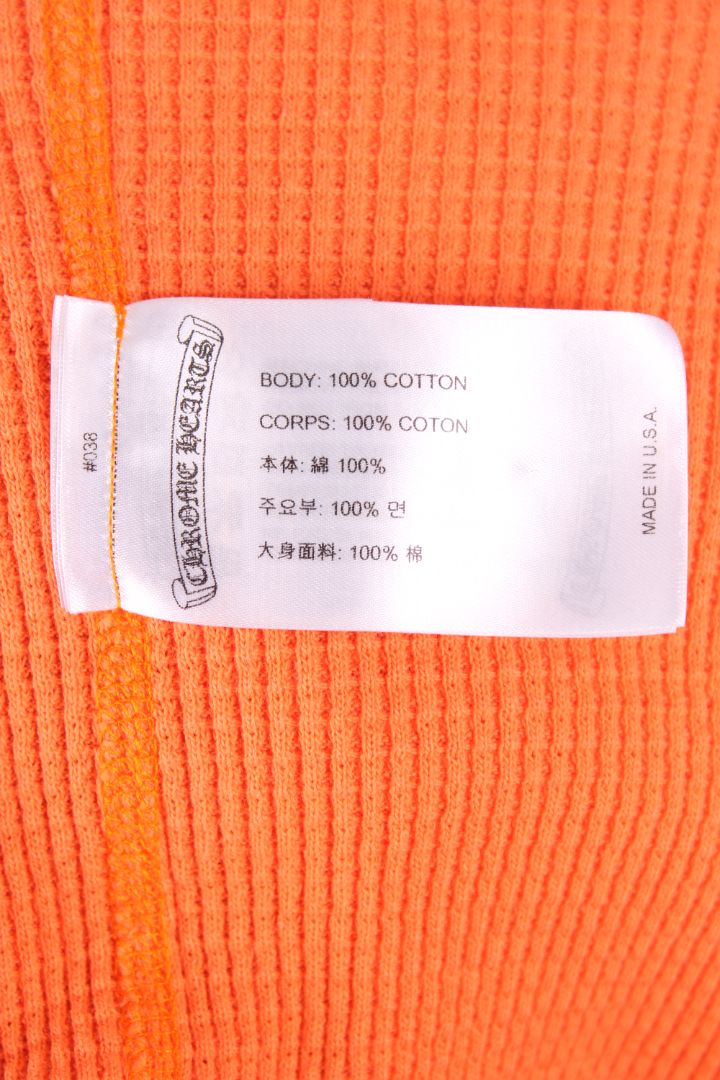 #038
CHROME HEARTS
BODY: 100% COTTON
CORPS: 100% COTON
本体: 綿 100%
주요부: 100% 면
大身面料: 100% 棉
MADE IN U.S.A.